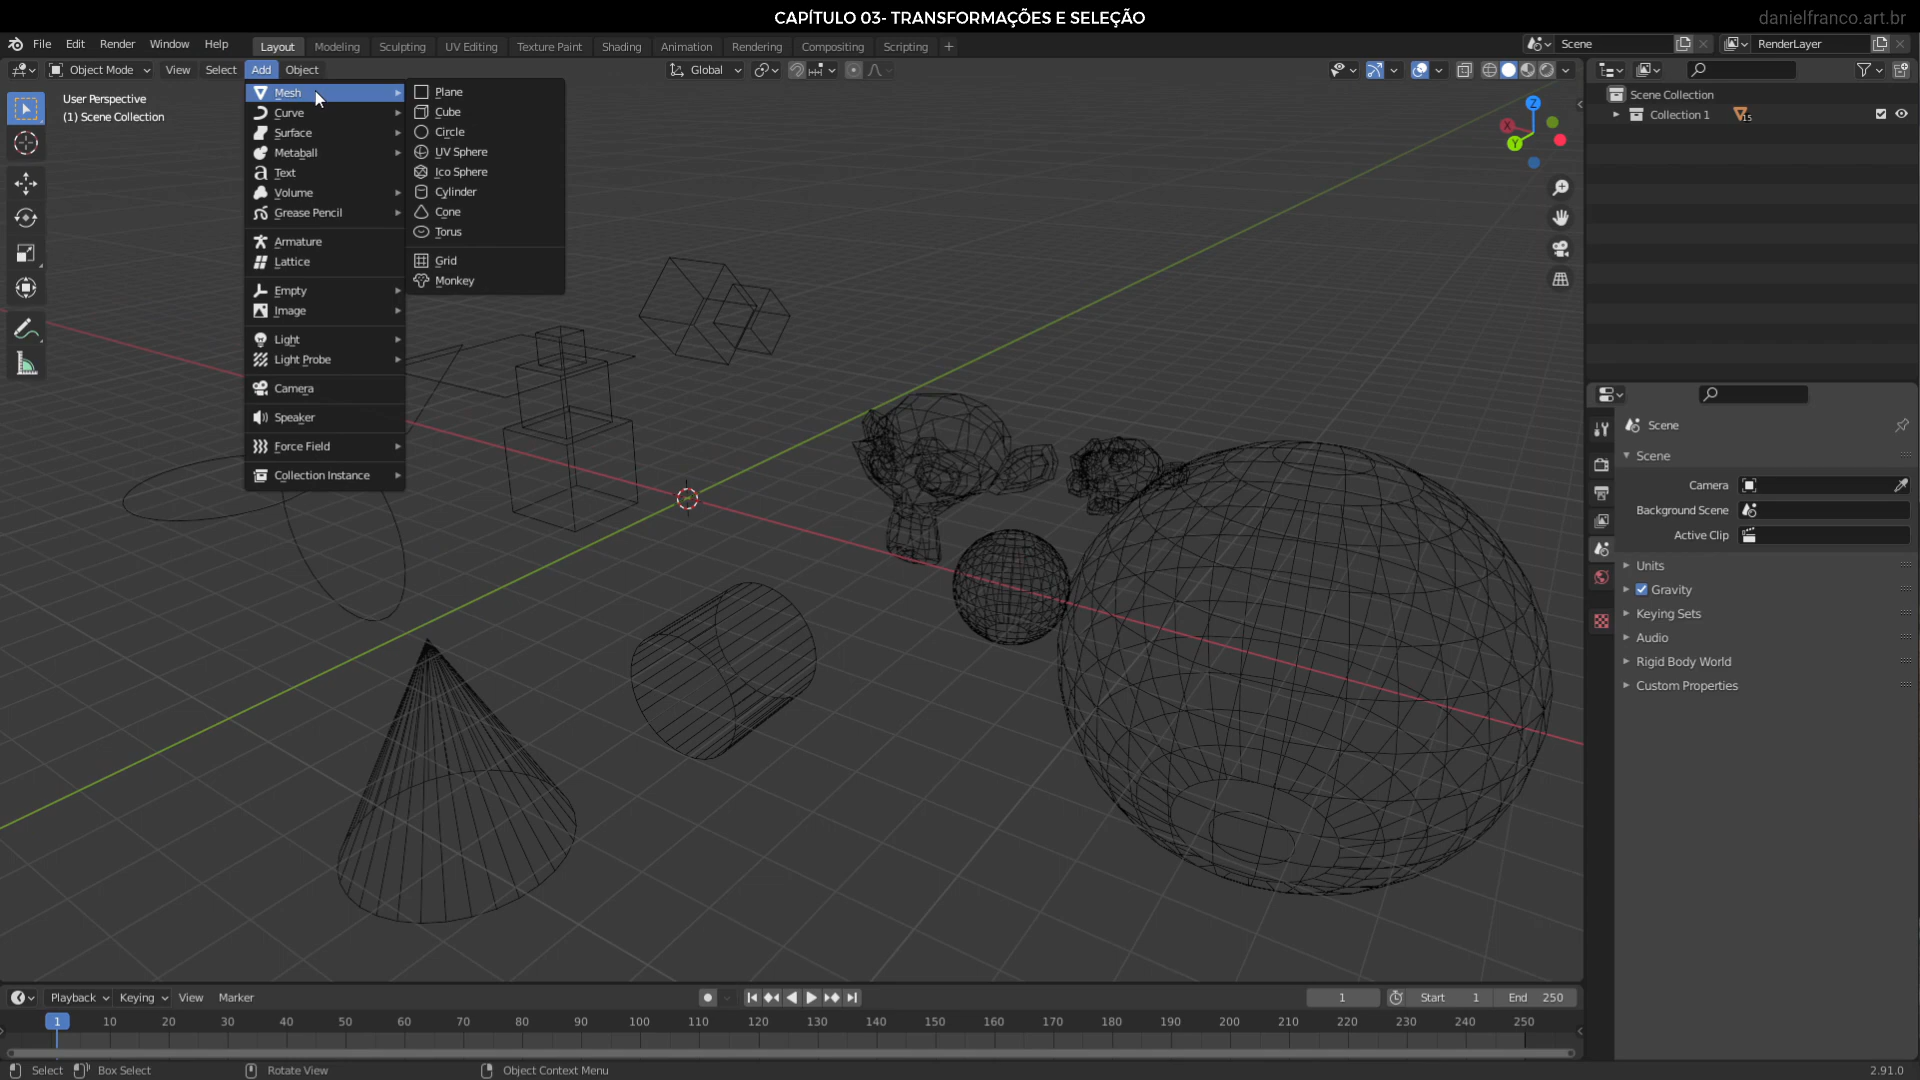 CAPÍTULO 03- TRANSFORMAÇÕES E SELEÇÃO
danielfranco.art.br
File Edit Render Window Help Layout Modeling Sculpting UV Editing Texture Paint Shading Animation Rendering Compositing Scripting + Scene RenderLayer
Object Mode View Select Add Object Global
User Perspective
(1) Scene Collection
Mesh
Curve
Surface
Metaball
Text
Volume
Grease Pencil
Armature
Lattice
Empty
Image
Light
Light Probe
Camera
Speaker
Force Field
Collection Instance
Plane
Cube
Circle
UV Sphere
Ico Sphere
Cylinder
Cone
Torus
Grid
Monkey
Z
X
Y
Scene Collection
Collection 1 15
Scene
Scene
Camera
Background Scene
Active Clip
Units
Gravity
Keying Sets
Audio
Rigid Body World
Custom Properties
Playback Keying View Marker 1 Start 1 End 250
1 10 20 30 40 50 60 70 80 90 100 110 120 130 140 150 160 170 180 190 200 210 220 230 240 250
Select Box Select Rotate View Object Context Menu 2.91.0